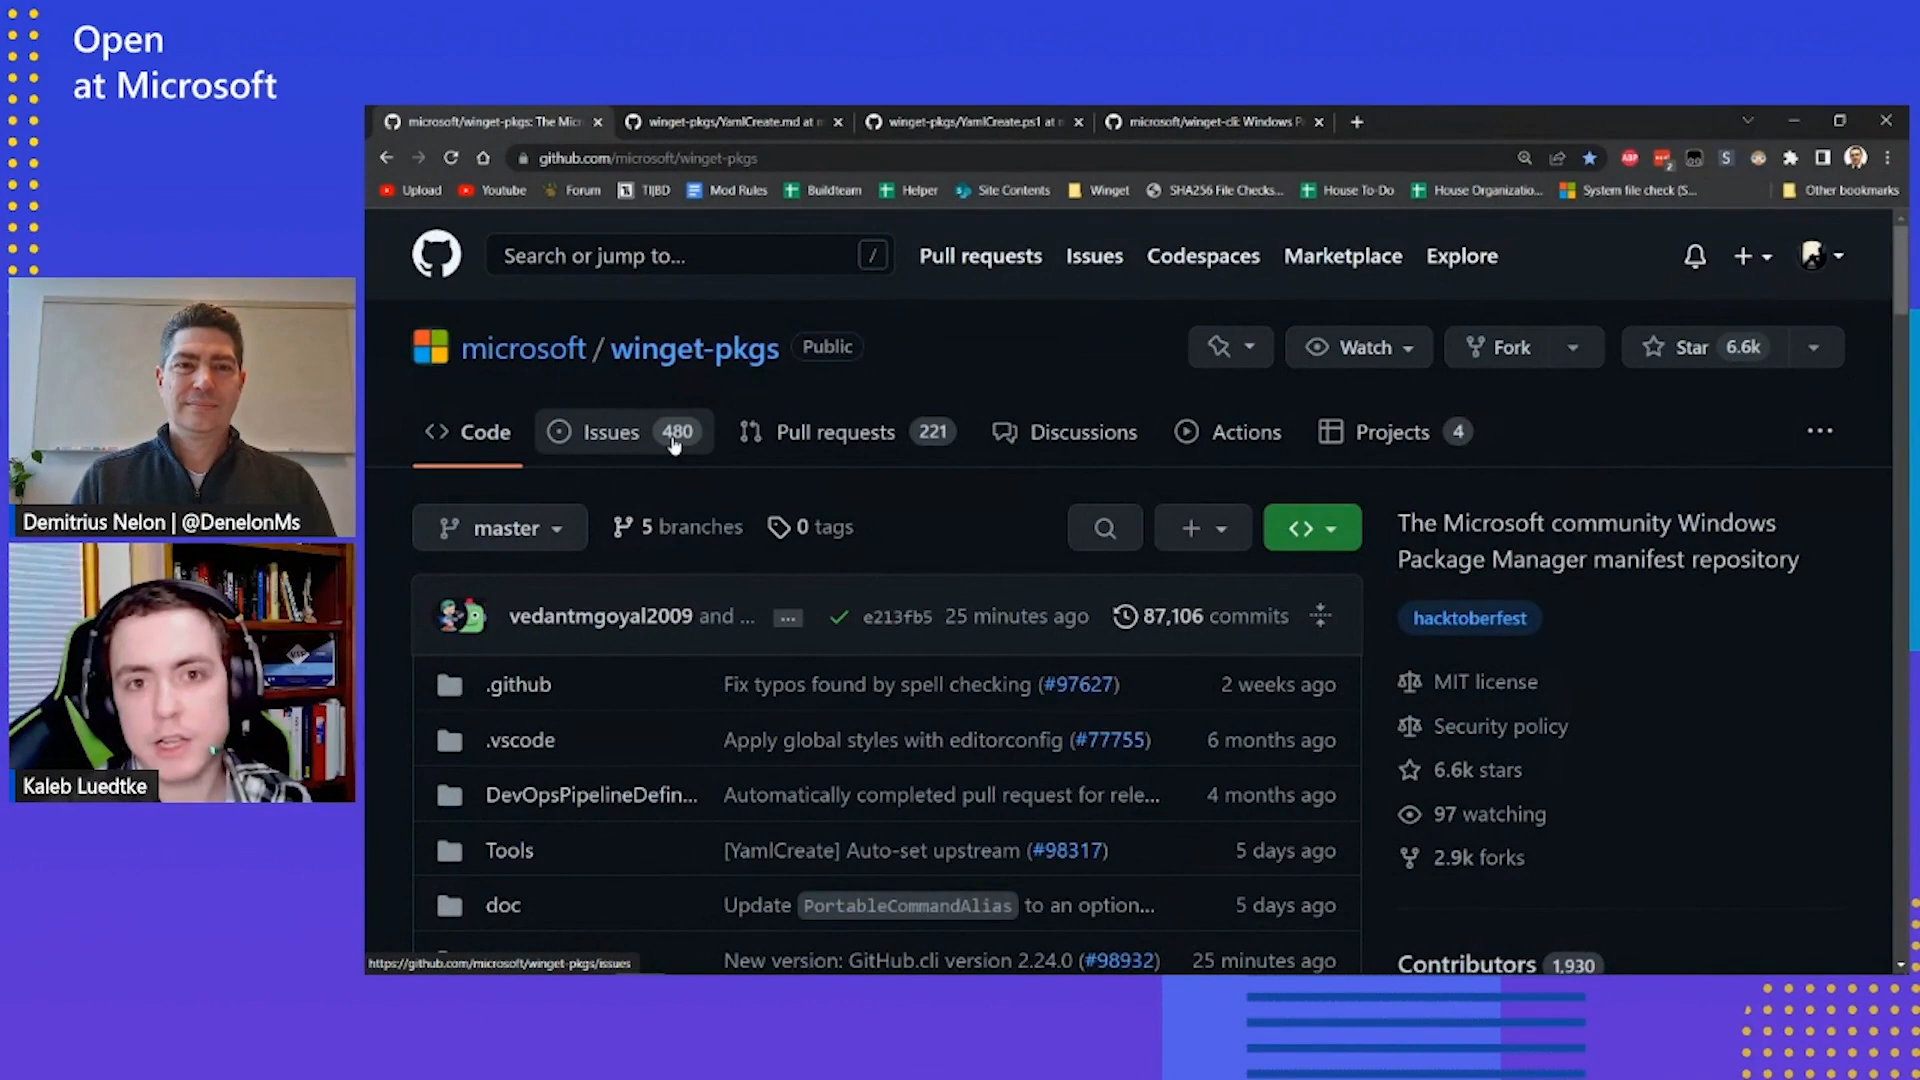 Open
at Microsoft
microsoft/winget-pkgs: The Micr
winget-pkgs/YamlCreate.md at
winget-pkgs/YamlCreate.ps1 at
microsoft/winget-cli: Windows P
github.com/microsoft/winget-pkgs
ABP
2
S
Upload
Youtube
Forum
TIJBD
Mod Rules
Buildteam
Helper
Site Contents
Winget
SHA256 File Checks...
House To-Do
House Organizatio...
System file check (S...
Other bookmarks
Search or jump to...
/
Pull requests
Issues
Codespaces
Marketplace
Explore
microsoft / winget-pkgs
Public
Watch
Fork
Star 6.6k
Code
Issues 480
Pull requests 221
Discussions
Actions
Projects 4
master
5 branches
0 tags
The Microsoft community Windows
Package Manager manifest repository
hacktoberfest
MIT license
Security policy
6.6k stars
97 watching
2.9k forks
Contributors 1,930
vedantmgoyal2009 and ... e213fb5 25 minutes ago 87,106 commits
.github Fix typos found by spell checking (#97627) 2 weeks ago
.vscode Apply global styles with editorconfig (#77755) 6 months ago
DevOpsPipelineDefin... Automatically completed pull request for rele... 4 months ago
Tools [YamlCreate] Auto-set upstream (#98317) 5 days ago
doc Update PortableCommandAlias to an option... 5 days ago
New version: GitHub.cli version 2.24.0 (#98932) 25 minutes ago
https://github.com/microsoft/winget-pkgs/issues
Demitrius Nelon | @DenelonMs
Kaleb Luedtke